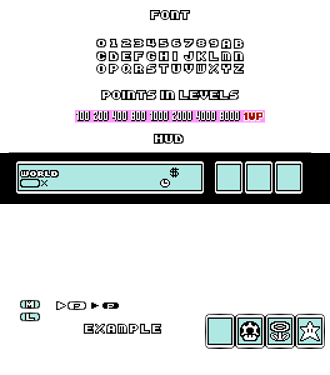 FONT
0123456789AB
CDEFGHIJKLMN
OPQRSTUVWXYZ
POINTS IN LEVELS
100 200 400 800 1000 2000 4000 8000 1UP
HUD
WORLD $
×
M P P
L
EXAMPLE